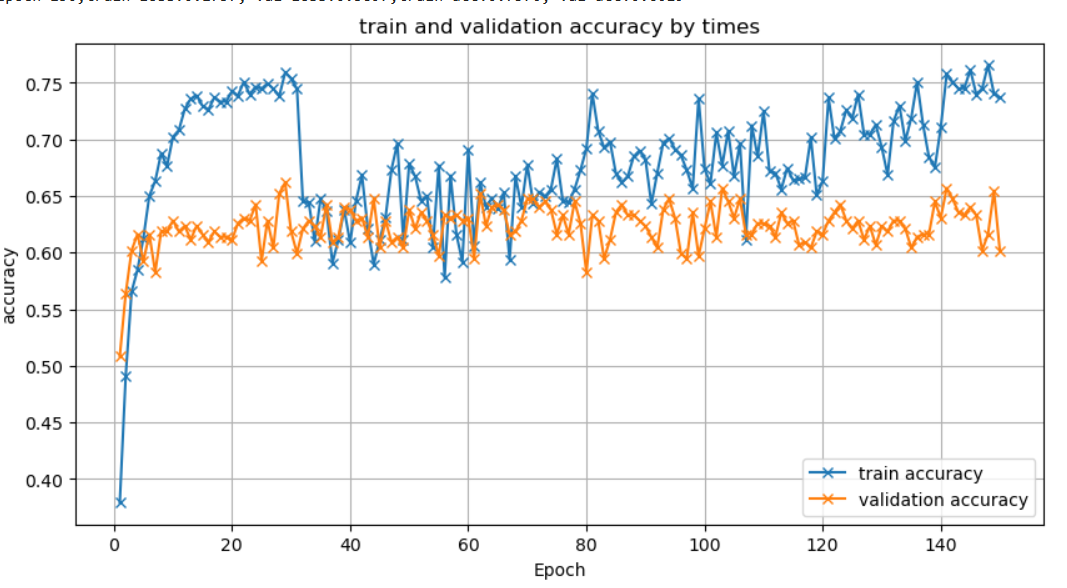 train and validation accuracy by times
accuracy
0.75
0.70
0.65
0.60
0.55
0.50
0.45
0.40
train accuracy
validation accuracy
0 20 40 60 80 100 120 140
Epoch